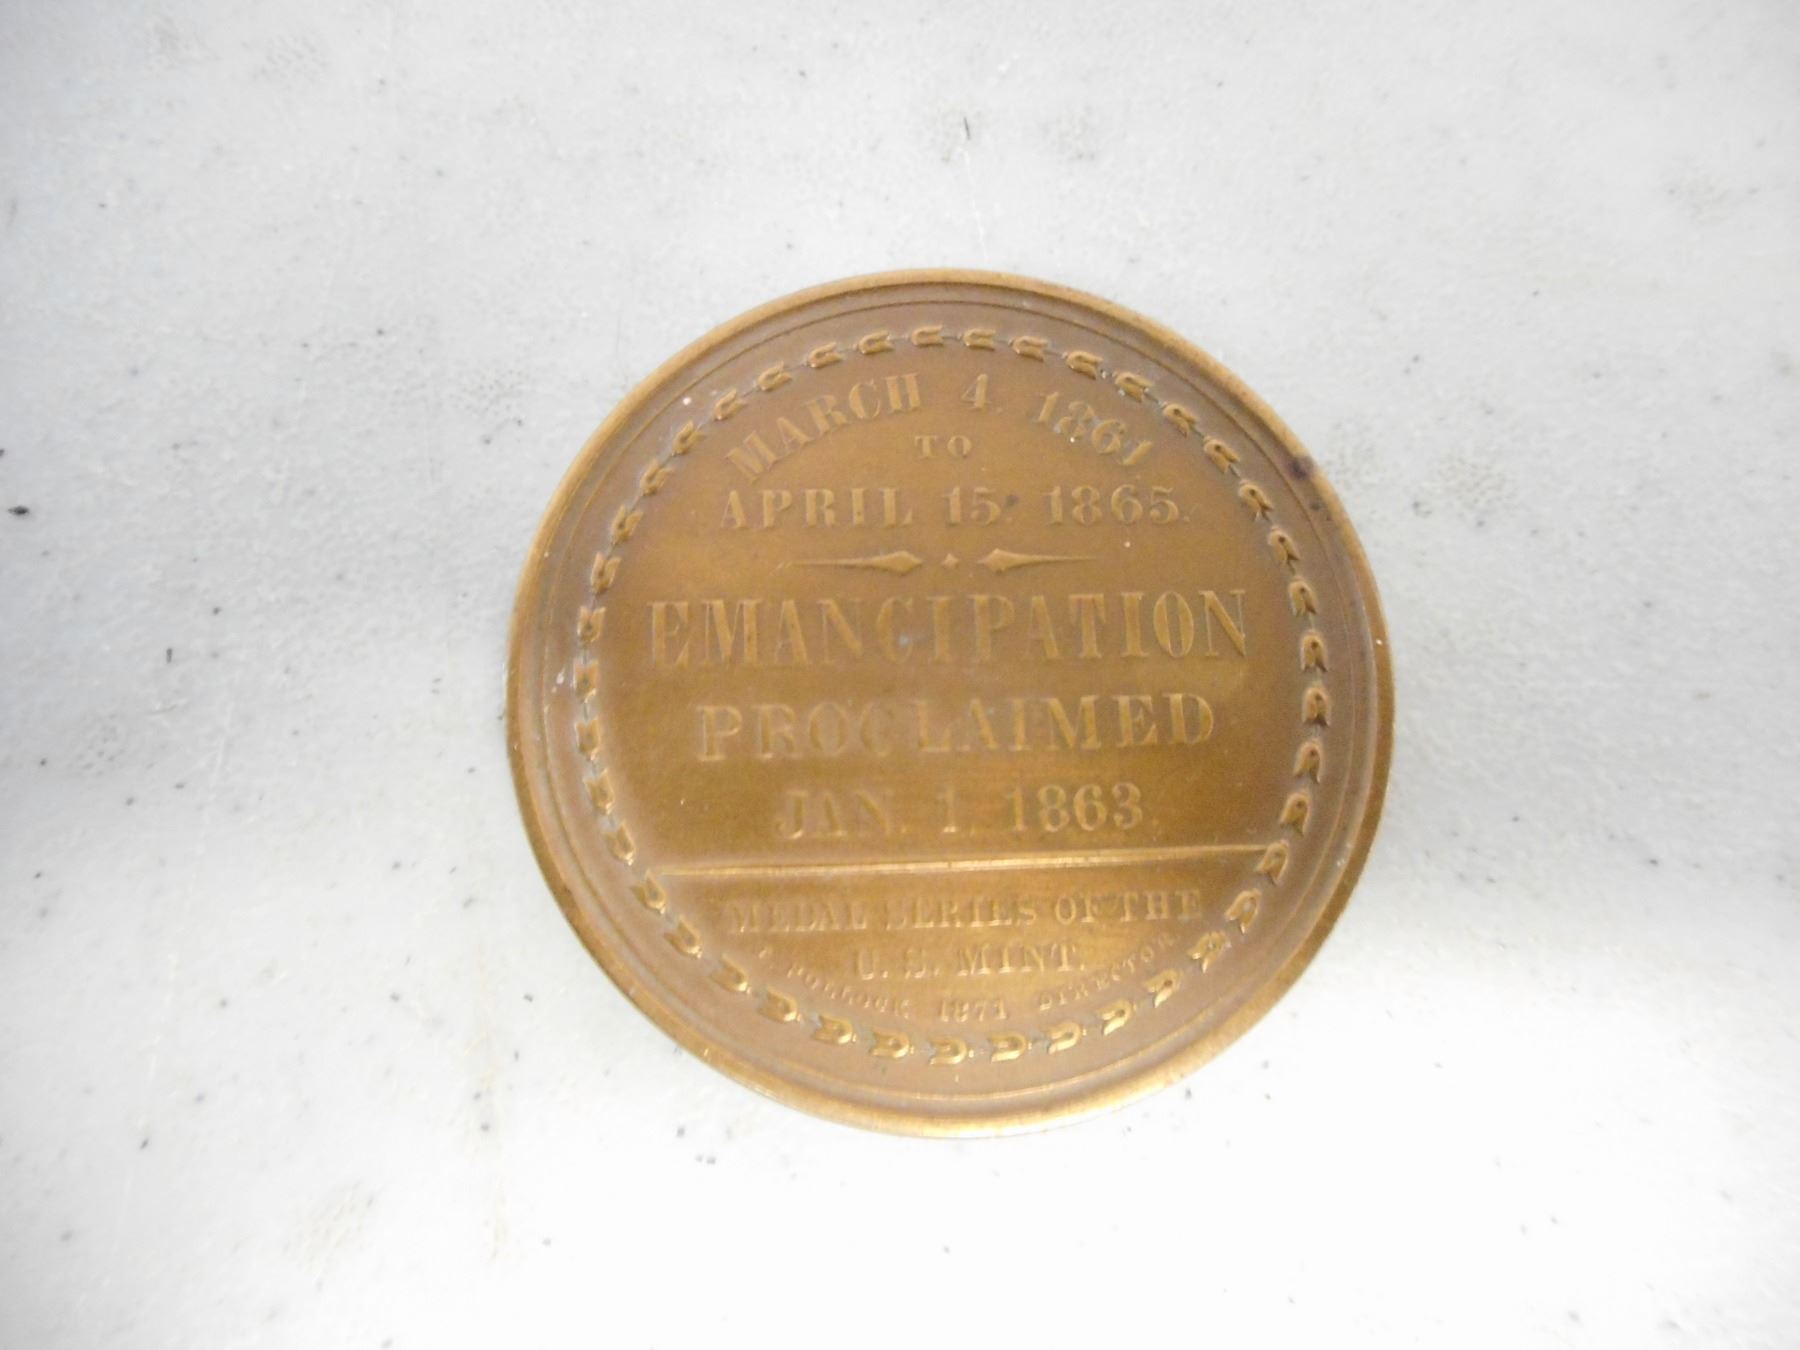 MARCH 4. 1861,
TO
APRIL 15. 1865.
EMANCIPATION
PROCLAIMED
JAN. 1. 1863.
MEDAL SERIES OF THE
U. S. MINT.
POLLOCK 1871 DIRECTOR